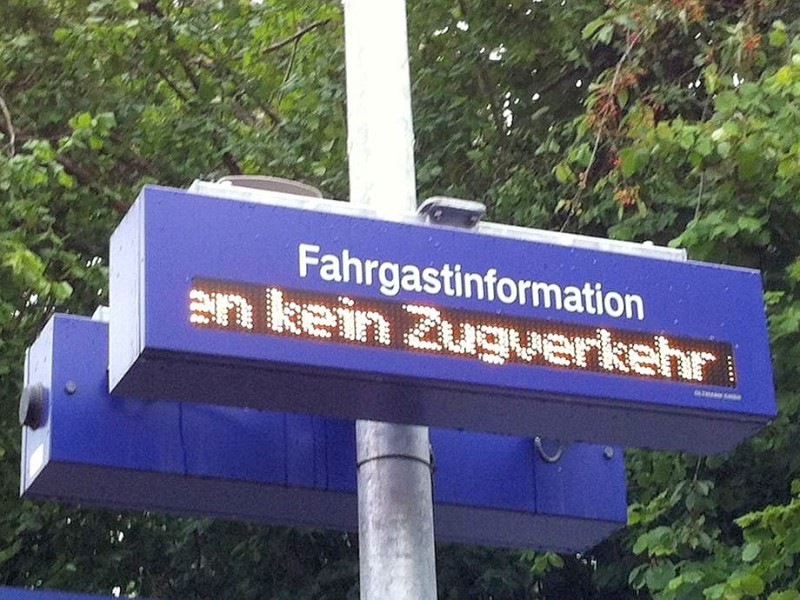 Fahrgastinformation
en kein Zugverkehr